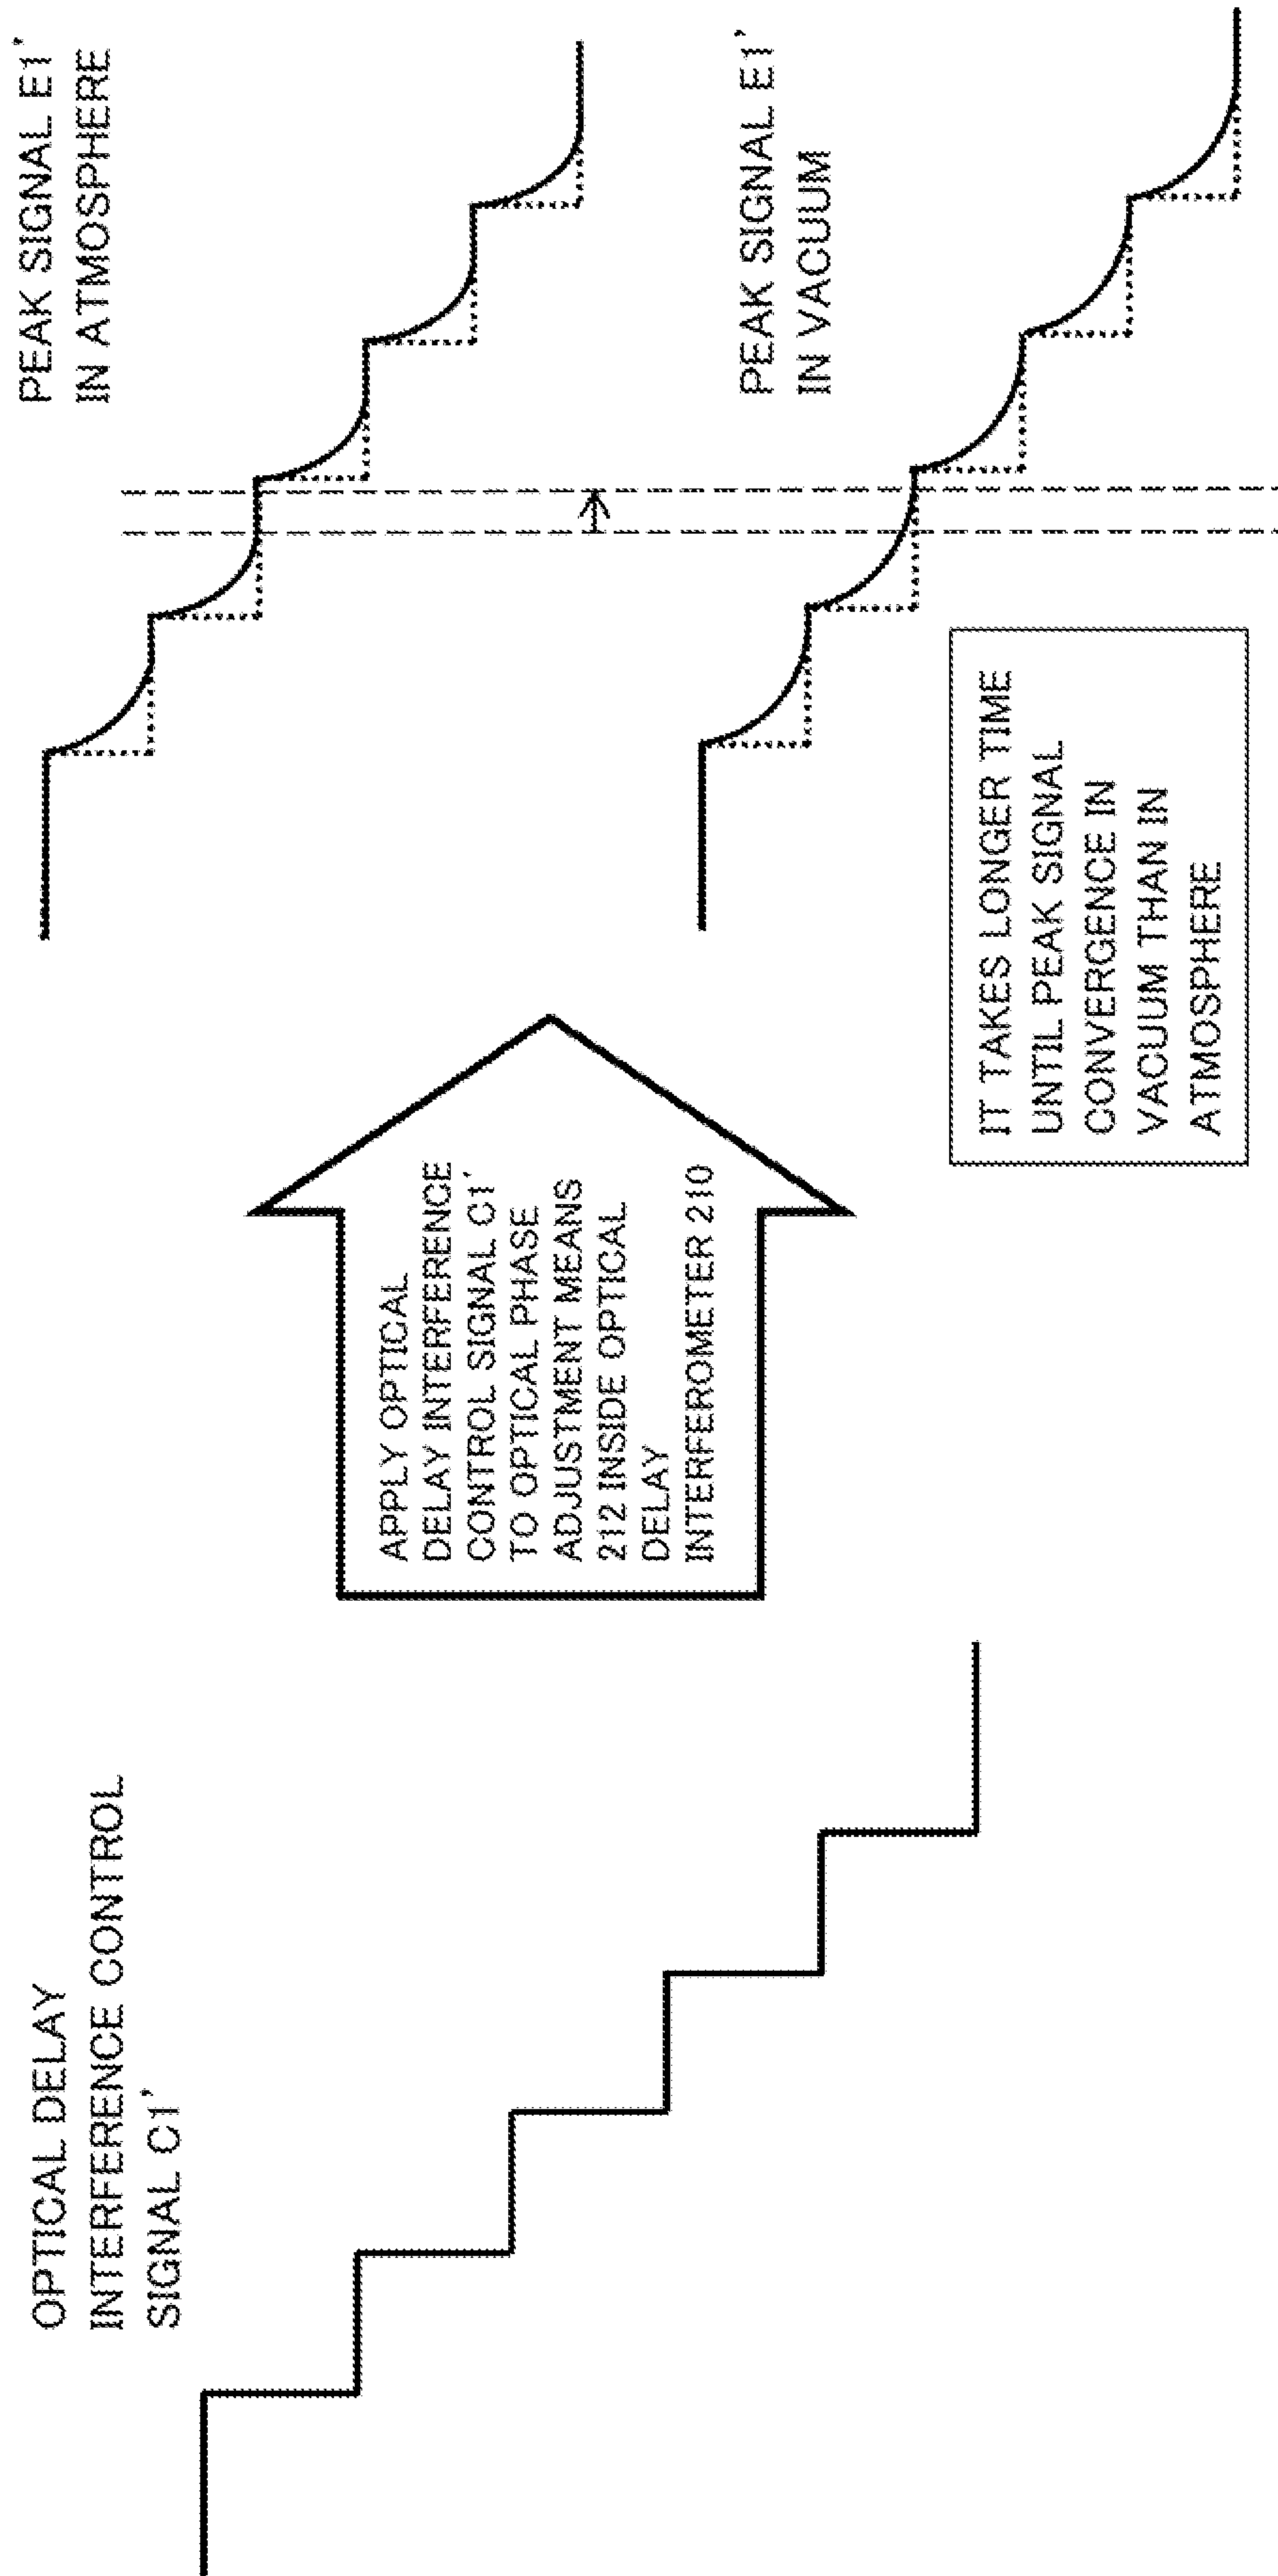 OPTICAL DELAY
INTERFERENCE CONTROL
SIGNAL C1'
APPLY OPTICAL
DELAY INTERFERENCE
CONTROL SIGNAL C1'
TO OPTICAL PHASE
ADJUSTMENT MEANS
212 INSIDE OPTICAL
DELAY
INTERFEROMETER 210
PEAK SIGNAL E1'
IN ATMOSPHERE
PEAK SIGNAL E1'
IN VACUUM
IT TAKES LONGER TIME
UNTIL PEAK SIGNAL
CONVERGENCE IN
VACUUM THAN IN
ATMOSPHERE